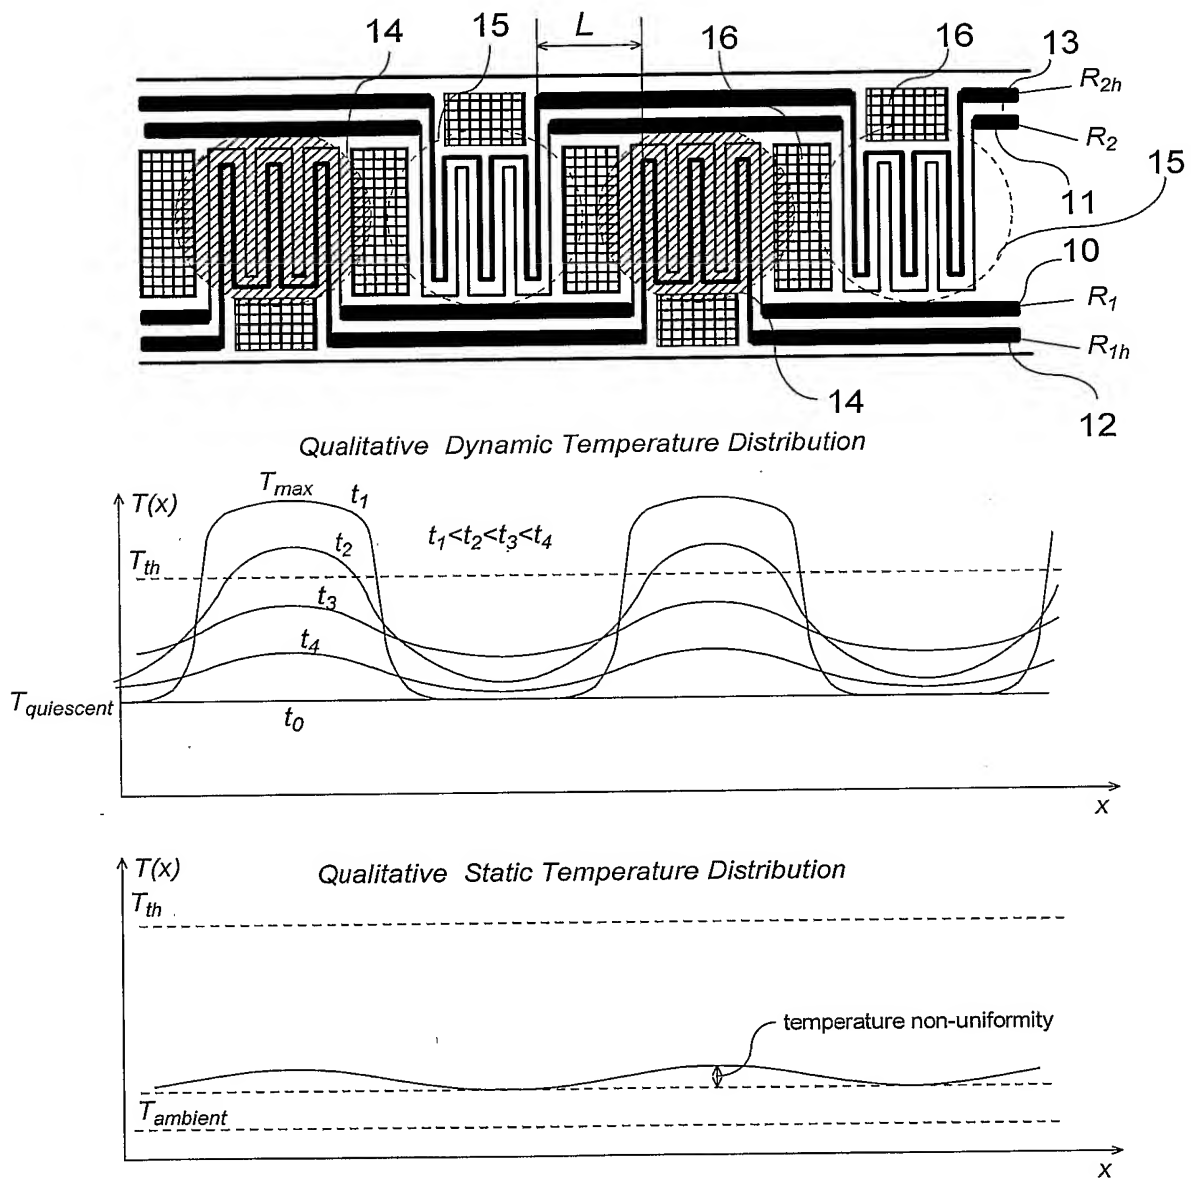 14
15
L
16
16
13
R2h
R2
15
11
10
R1
R1h
14
12
Qualitative Dynamic Temperature Distribution
T(x)
Tmax
t1
t2
t1<t2<t3<t4
Tth
t3
t4
Tquiescent
t0
x
T(x)
Qualitative Static Temperature Distribution
Tth
temperature non-uniformity
Tambient
x